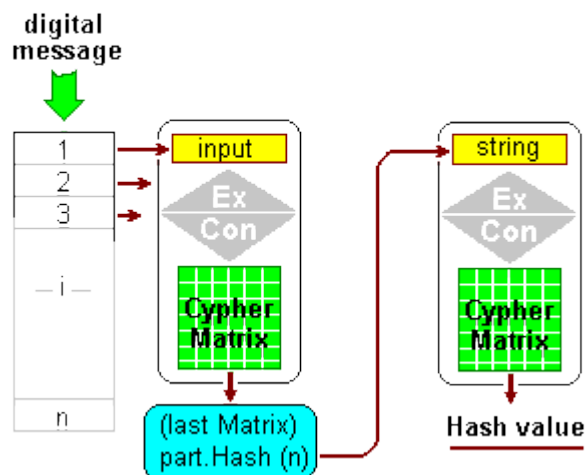 digital
message
1
2
3
i
n
input
Ex
Con
Cypher
Matrix
(last Matrix)
part.Hash (n)
string
Ex
Con
Cypher
Matrix
Hash value